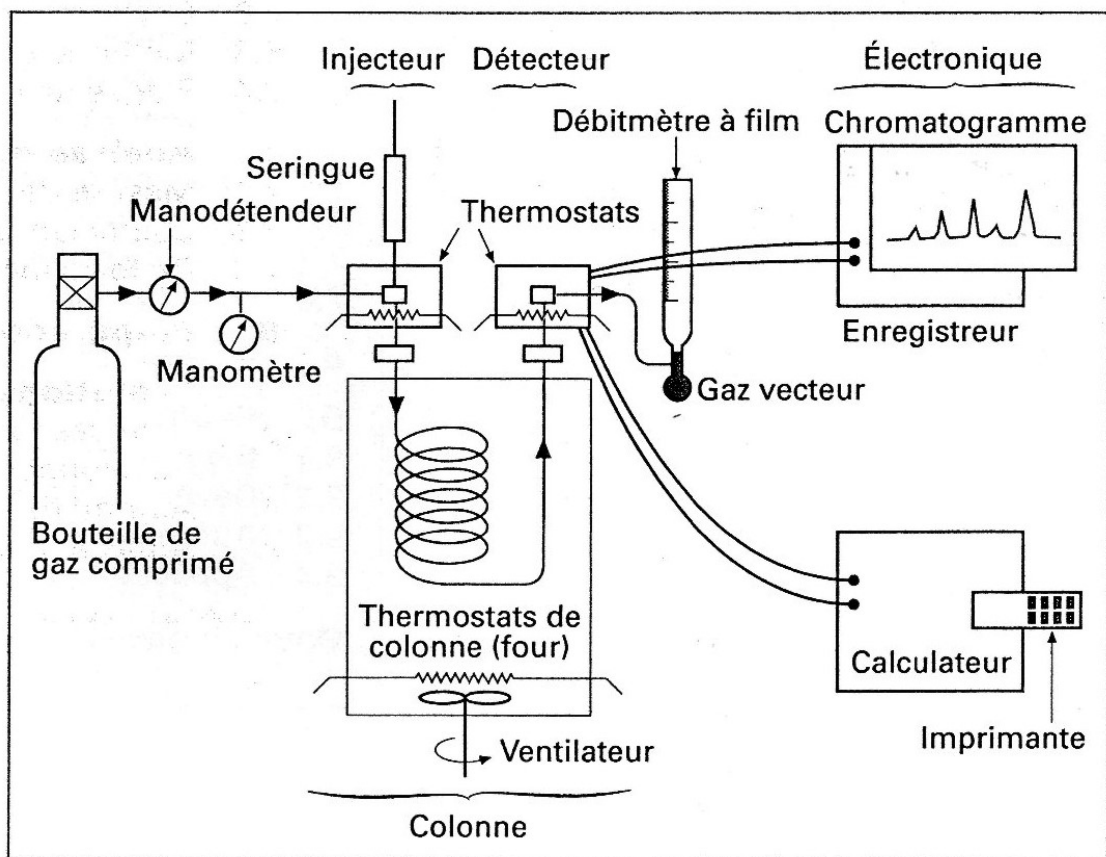 Injecteur
Détecteur
Électronique
Débitmètre à film
Chromatogramme
Seringue
Manodétendeur
Thermostats
Enregistreur
Manomètre
Gaz vecteur
Bouteille de
gaz comprimé
Thermostats de
colonne (four)
Calculateur
Ventilateur
Imprimante
Colonne